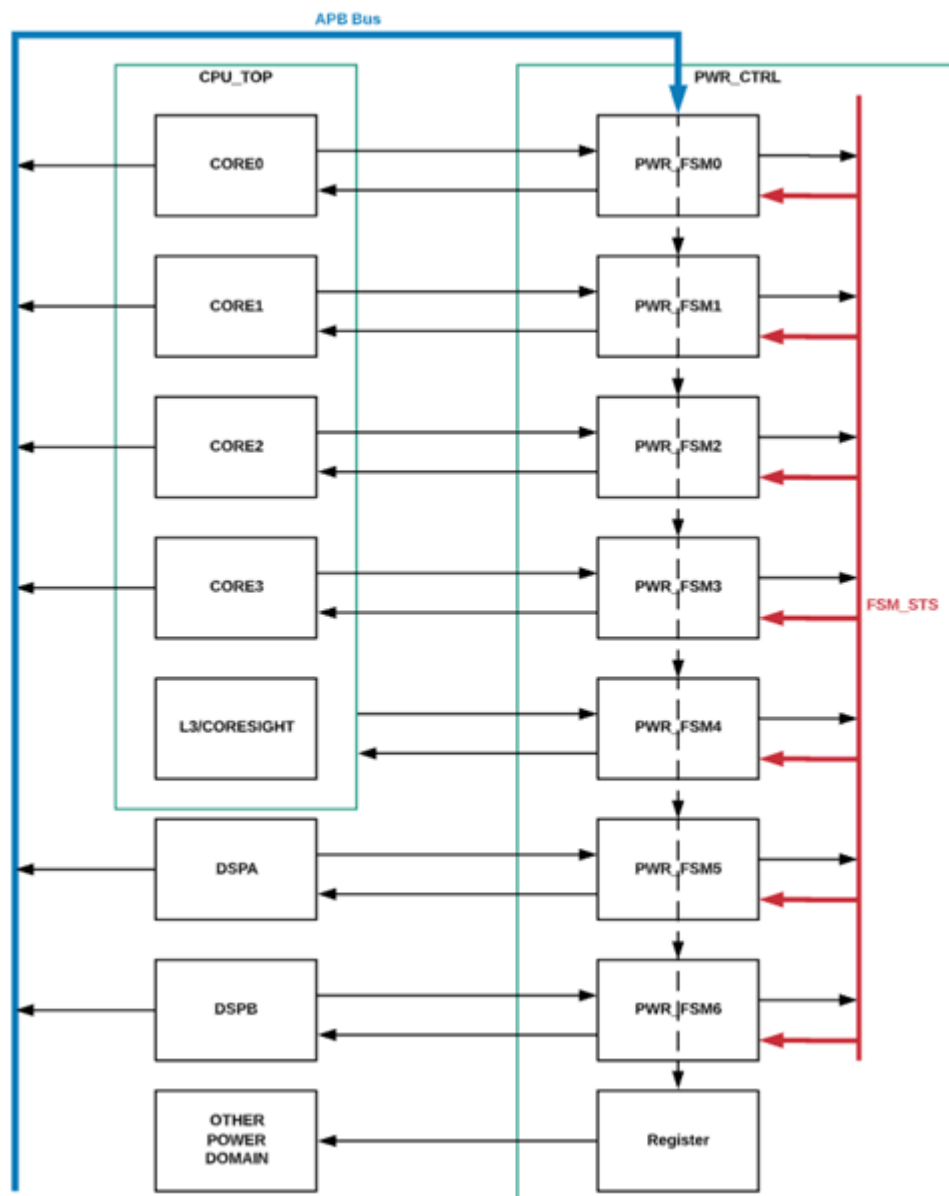 APB Bus
CPU_TOP
PWR_CTRL
CORE0
PWR_FSM0
CORE1
PWR_FSM1
CORE2
PWR_FSM2
CORE3
PWR_FSM3
FSM_STS
L3/CORESIGHT
PWR_FSM4
DSPA
PWR_FSM5
DSPB
PWR_FSM6
OTHER
POWER
DOMAIN
Register